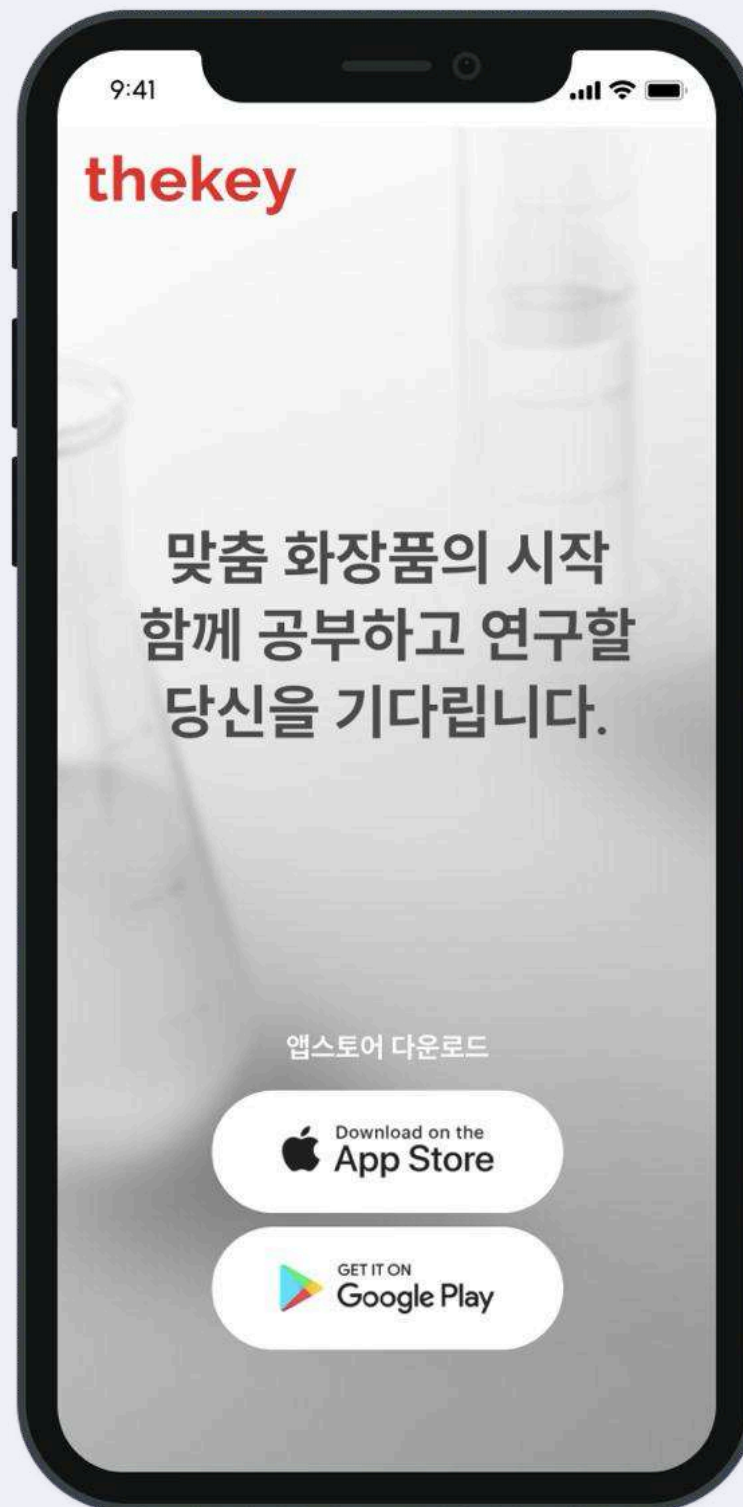 9:41
thekey
맞춤 화장품의 시작
함께 공부하고 연구할
당신을 기다립니다.
앱스토어 다운로드
Download on the
App Store
GET IT ON
Google Play